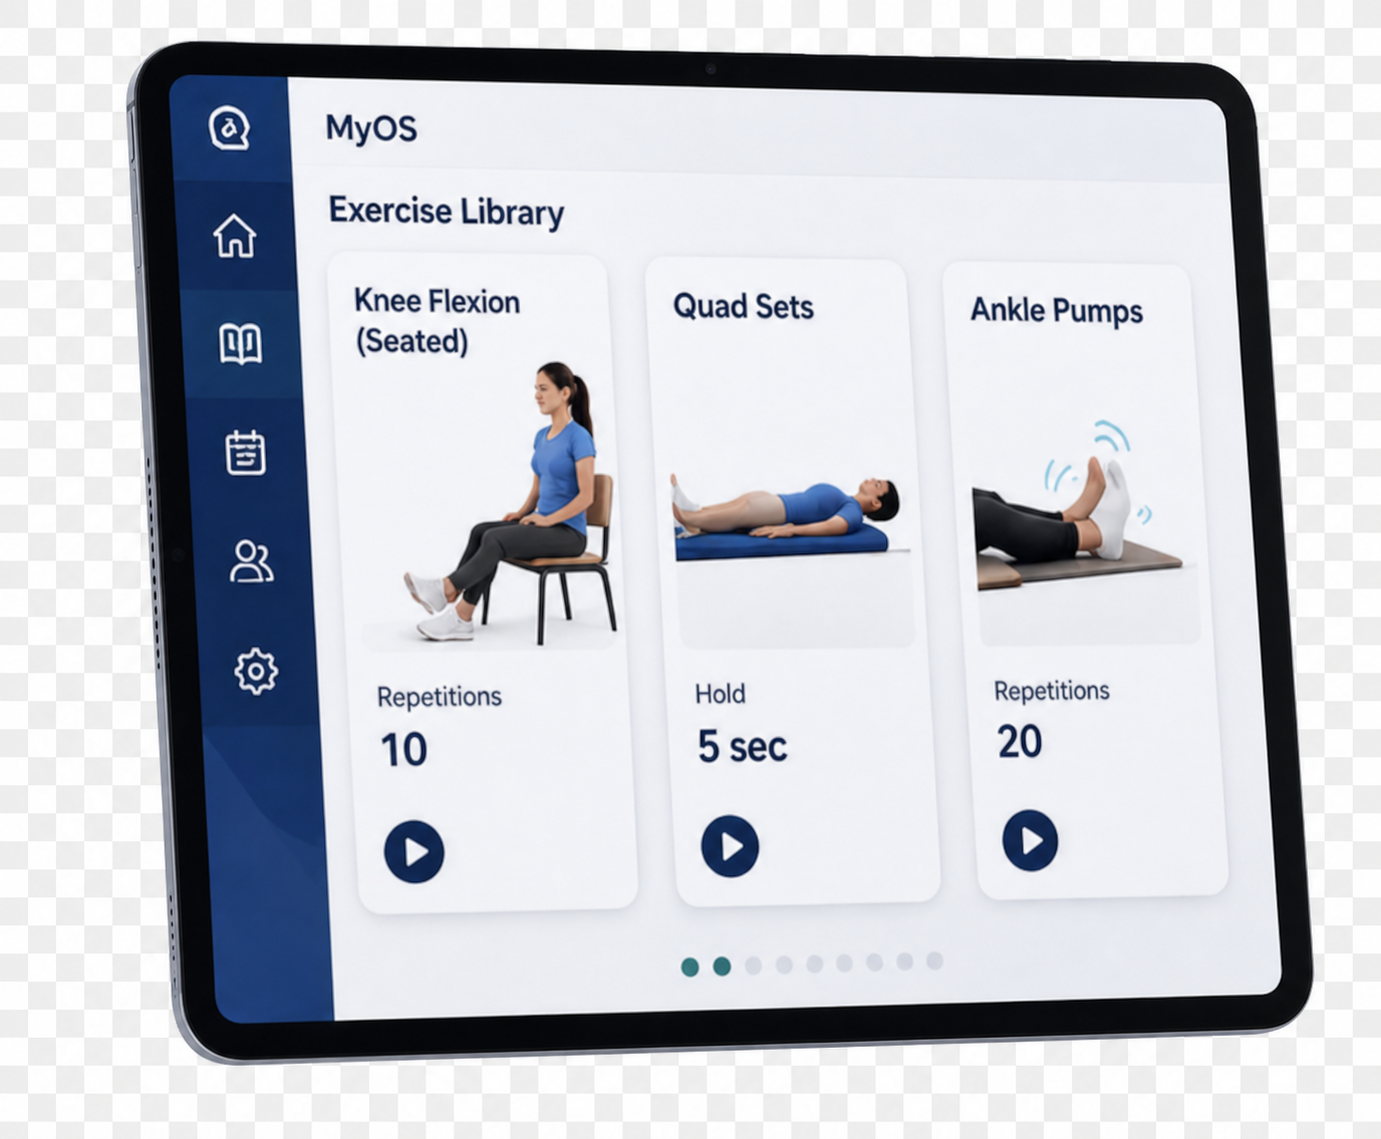 MyOS
Exercise Library
Knee Flexion
(Seated)
Repetitions
10
Quad Sets
Hold
5 sec
Ankle Pumps
Repetitions
20